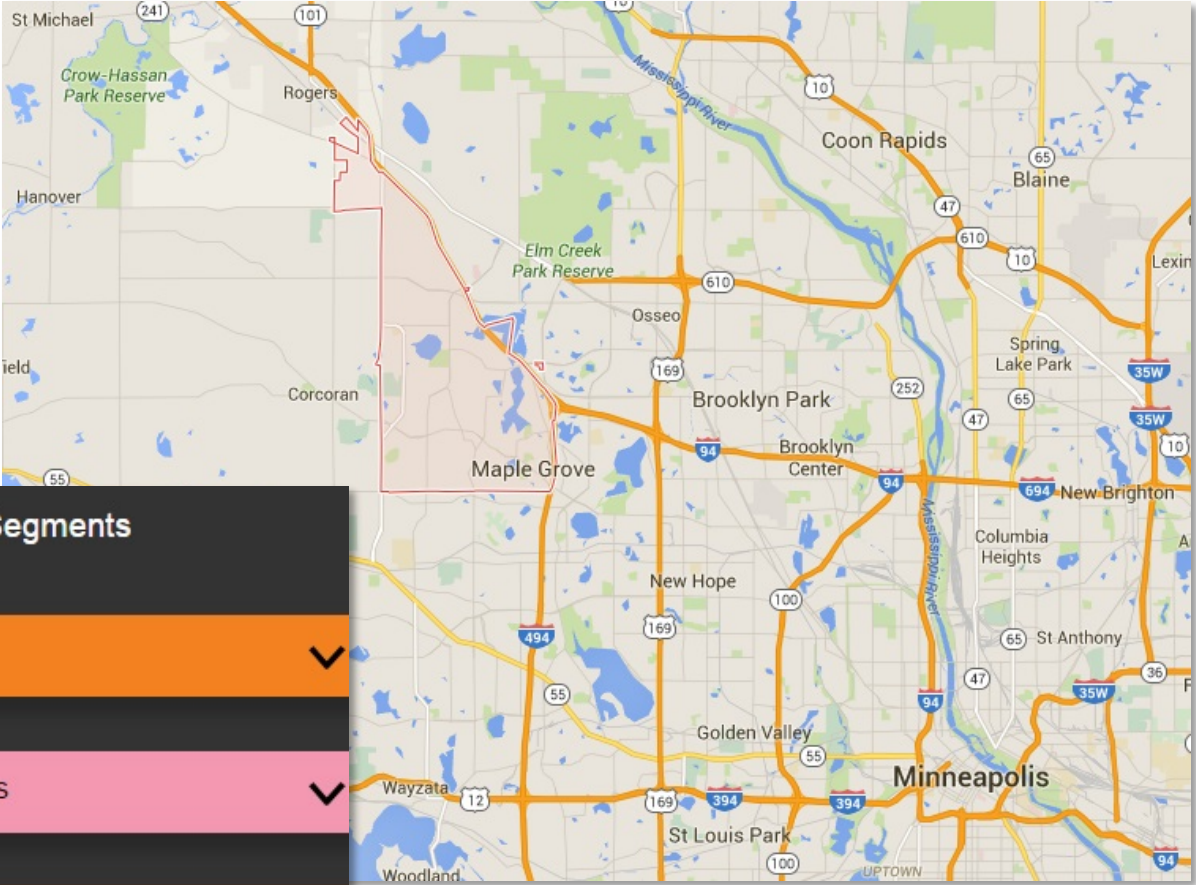 St Michael
241
101
10
Crow-Hassan
Park Reserve
Rogers
Mississippi River
10
Coon Rapids
65
Blaine
Hanover
47
610
10
Elm Creek
Park Reserve
610
Osseo
Spring
Lake Park
169
35W
Corcoran
252
Brooklyn Park
65
47
35W
10
94
Brooklyn
Center
Maple Grove
94
694
New Brighton
55
Segments
Mississippi River
Columbia
Heights
New Hope
100
169
494
65
St Anthony
36
47
55
35W
94
Golden Valley
55
Minneapolis
Wayzata
12
169
394
394
St Louis Park
100
94
UPTOWN
Woodland